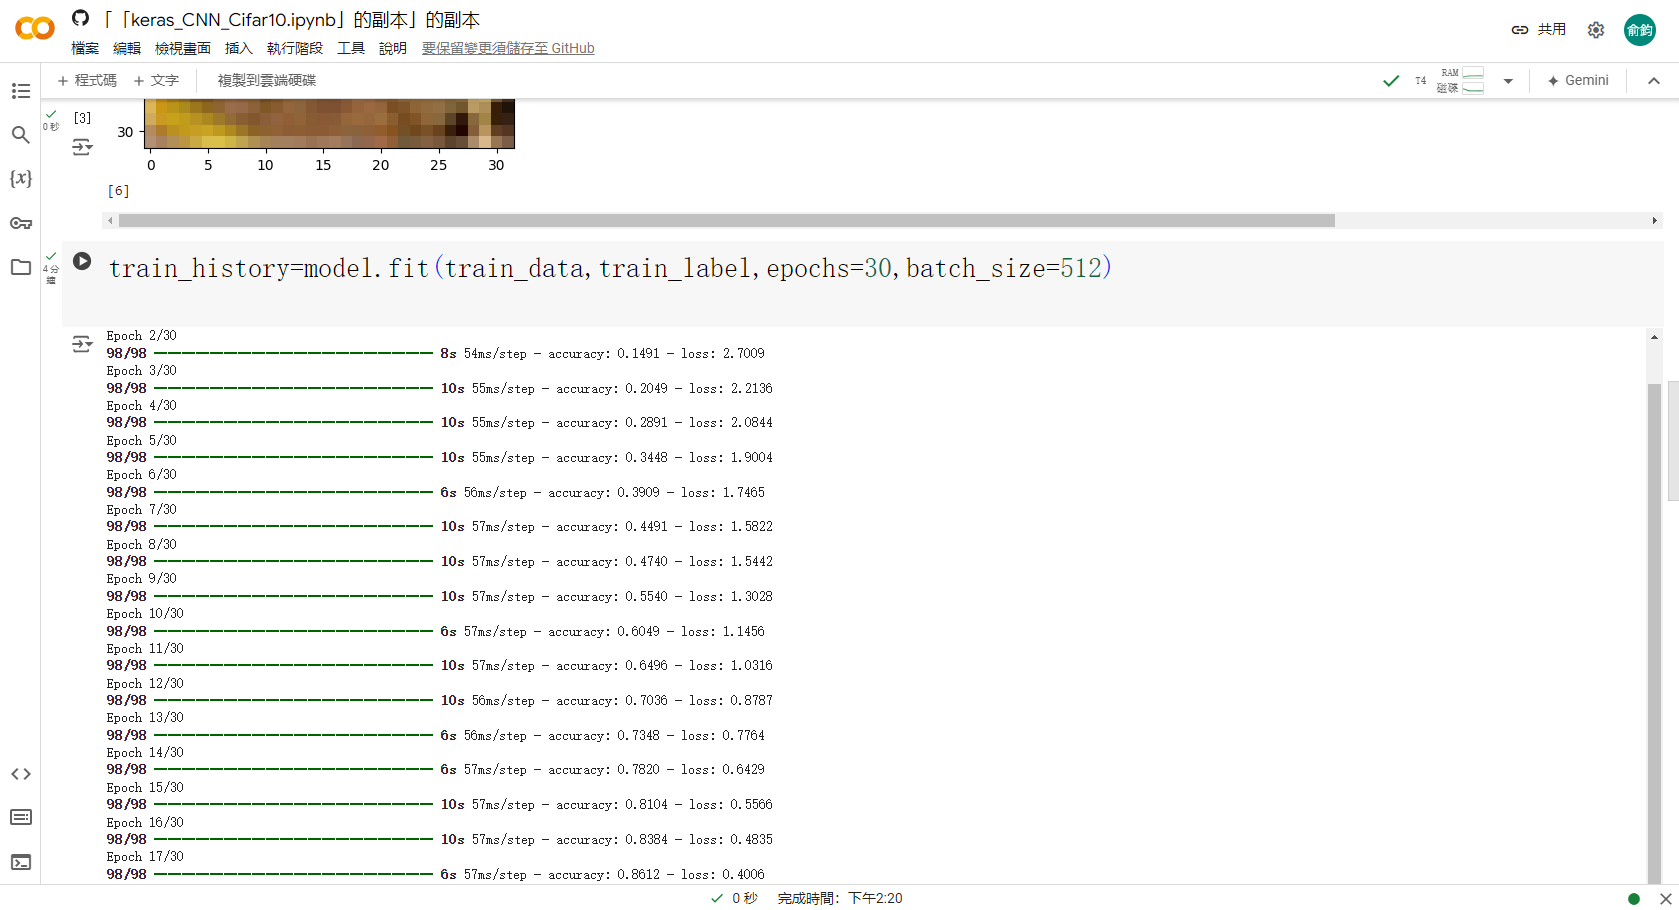 「「keras_CNN_Cifar10.ipynb」的副本」的副本
檔案 編輯 檢視畫面 插入 執行階段 工具 說明 要保留變更須儲存至 GitHub
共用
俞鈞
+ 程式碼 + 文字 複製到雲端硬碟
T4
RAM
磁碟
Gemini
0 秒
[3]
30
0 5 10 15 20 25 30
[6]
4 分
鐘
train_history=model.fit(train_data,train_label,epochs=30,batch_size=512)
Epoch 2/30
98/98 8s 54ms/step - accuracy: 0.1491 - loss: 2.7009
Epoch 3/30
98/98 10s 55ms/step - accuracy: 0.2049 - loss: 2.2136
Epoch 4/30
98/98 10s 55ms/step - accuracy: 0.2891 - loss: 2.0844
Epoch 5/30
98/98 10s 55ms/step - accuracy: 0.3448 - loss: 1.9004
Epoch 6/30
98/98 6s 56ms/step - accuracy: 0.3909 - loss: 1.7465
Epoch 7/30
98/98 10s 57ms/step - accuracy: 0.4491 - loss: 1.5822
Epoch 8/30
98/98 10s 57ms/step - accuracy: 0.4740 - loss: 1.5442
Epoch 9/30
98/98 10s 57ms/step - accuracy: 0.5540 - loss: 1.3028
Epoch 10/30
98/98 6s 57ms/step - accuracy: 0.6049 - loss: 1.1456
Epoch 11/30
98/98 10s 57ms/step - accuracy: 0.6496 - loss: 1.0316
Epoch 12/30
98/98 10s 56ms/step - accuracy: 0.7036 - loss: 0.8787
Epoch 13/30
98/98 6s 56ms/step - accuracy: 0.7348 - loss: 0.7764
Epoch 14/30
98/98 6s 57ms/step - accuracy: 0.7820 - loss: 0.6429
Epoch 15/30
98/98 10s 57ms/step - accuracy: 0.8104 - loss: 0.5566
Epoch 16/30
98/98 10s 57ms/step - accuracy: 0.8384 - loss: 0.4835
Epoch 17/30
98/98 6s 57ms/step - accuracy: 0.8612 - loss: 0.4006
0 秒 完成時間：下午2:20